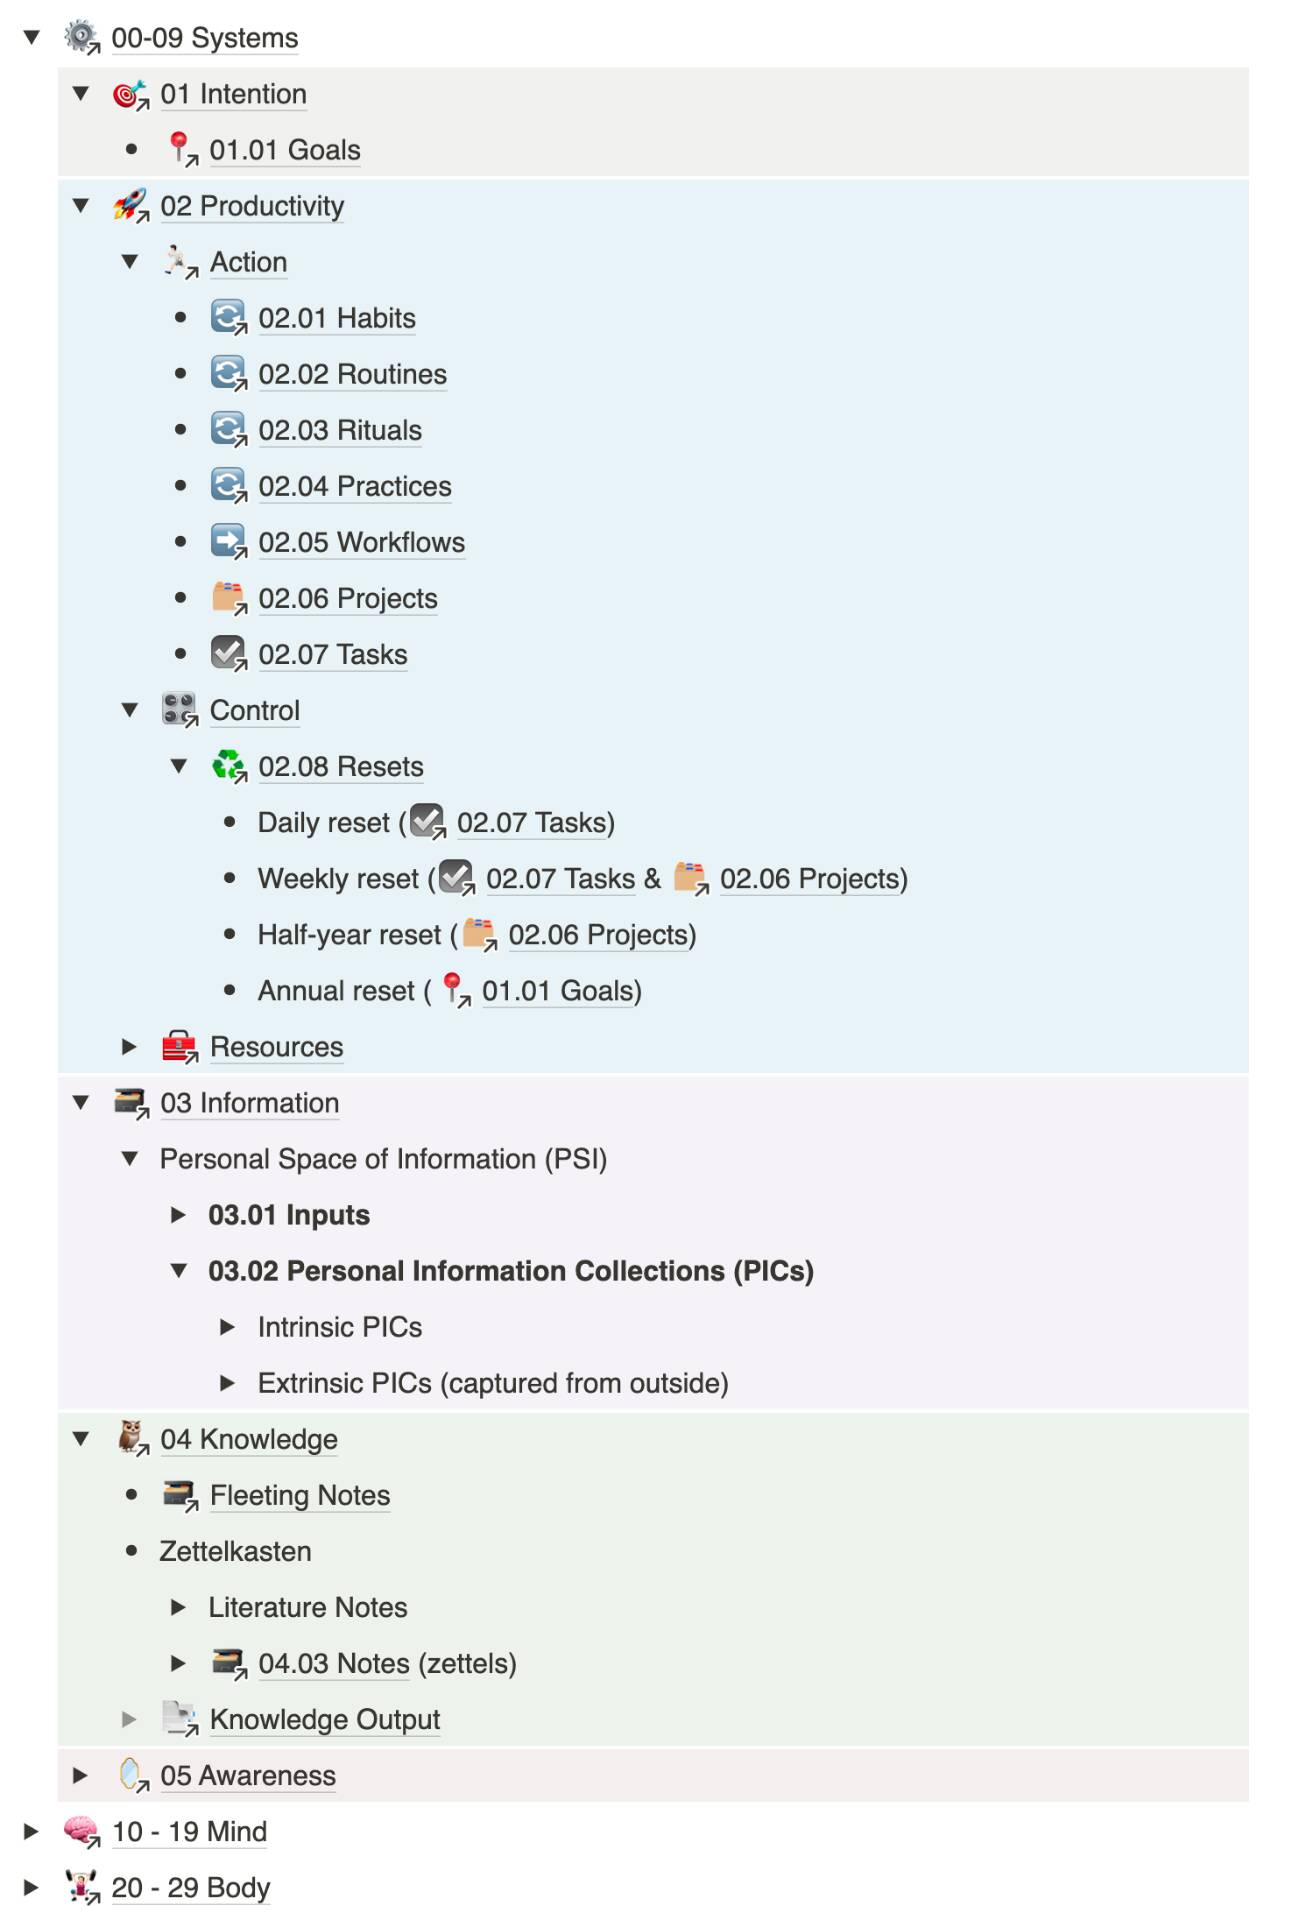 00-09 Systems
01 Intention
01.01 Goals
02 Productivity
Action
02.01 Habits
02.02 Routines
02.03 Rituals
02.04 Practices
02.05 Workflows
02.06 Projects
02.07 Tasks
Control
02.08 Resets
Daily reset (02.07 Tasks)
Weekly reset (02.07 Tasks & 02.06 Projects)
Half-year reset (02.06 Projects)
Annual reset ( 01.01 Goals)
Resources
03 Information
Personal Space of Information (PSI)
03.01 Inputs
03.02 Personal Information Collections (PICs)
Intrinsic PICs
Extrinsic PICs (captured from outside)
04 Knowledge
Fleeting Notes
Zettelkasten
Literature Notes
04.03 Notes (zettels)
Knowledge Output
05 Awareness
10 - 19 Mind
20 - 29 Body